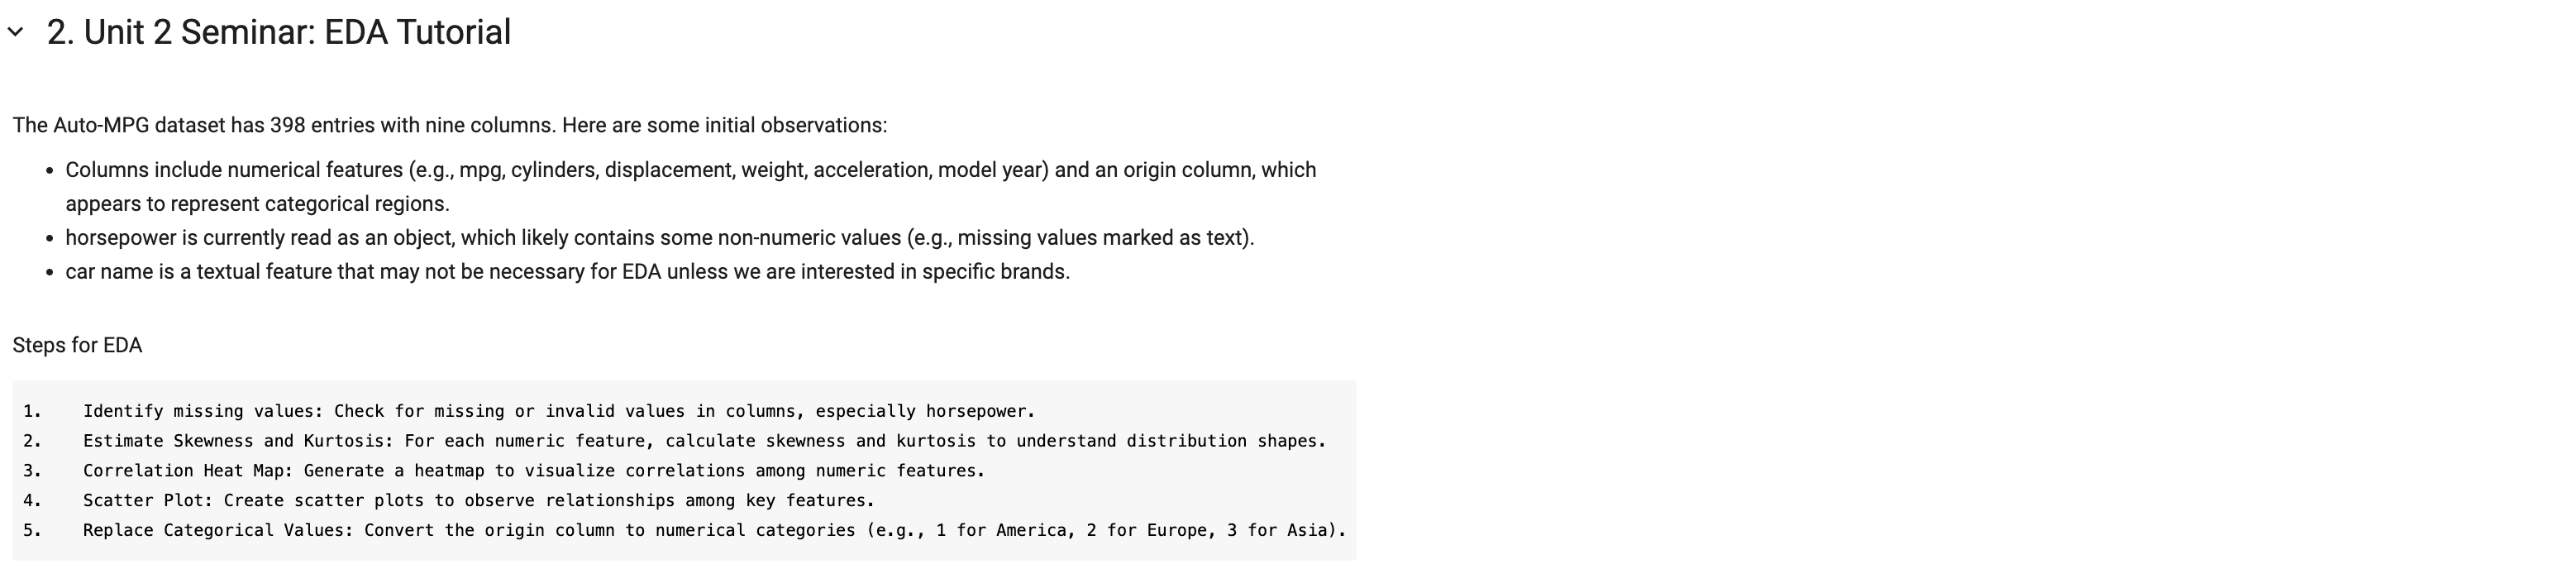 2. Unit 2 Seminar: EDA Tutorial
The Auto-MPG dataset has 398 entries with nine columns. Here are some initial observations:
• Columns include numerical features (e.g., mpg, cylinders, displacement, weight, acceleration, model year) and an origin column, which
appears to represent categorical regions.
• horsepower is currently read as an object, which likely contains some non-numeric values (e.g., missing values marked as text).
• car name is a textual feature that may not be necessary for EDA unless we are interested in specific brands.
Steps for EDA
1. Identify missing values: Check for missing or invalid values in columns, especially horsepower.
2. Estimate Skewness and Kurtosis: For each numeric feature, calculate skewness and kurtosis to understand distribution shapes.
3. Correlation Heat Map: Generate a heatmap to visualize correlations among numeric features.
4. Scatter Plot: Create scatter plots to observe relationships among key features.
5. Replace Categorical Values: Convert the origin column to numerical categories (e.g., 1 for America, 2 for Europe, 3 for Asia).